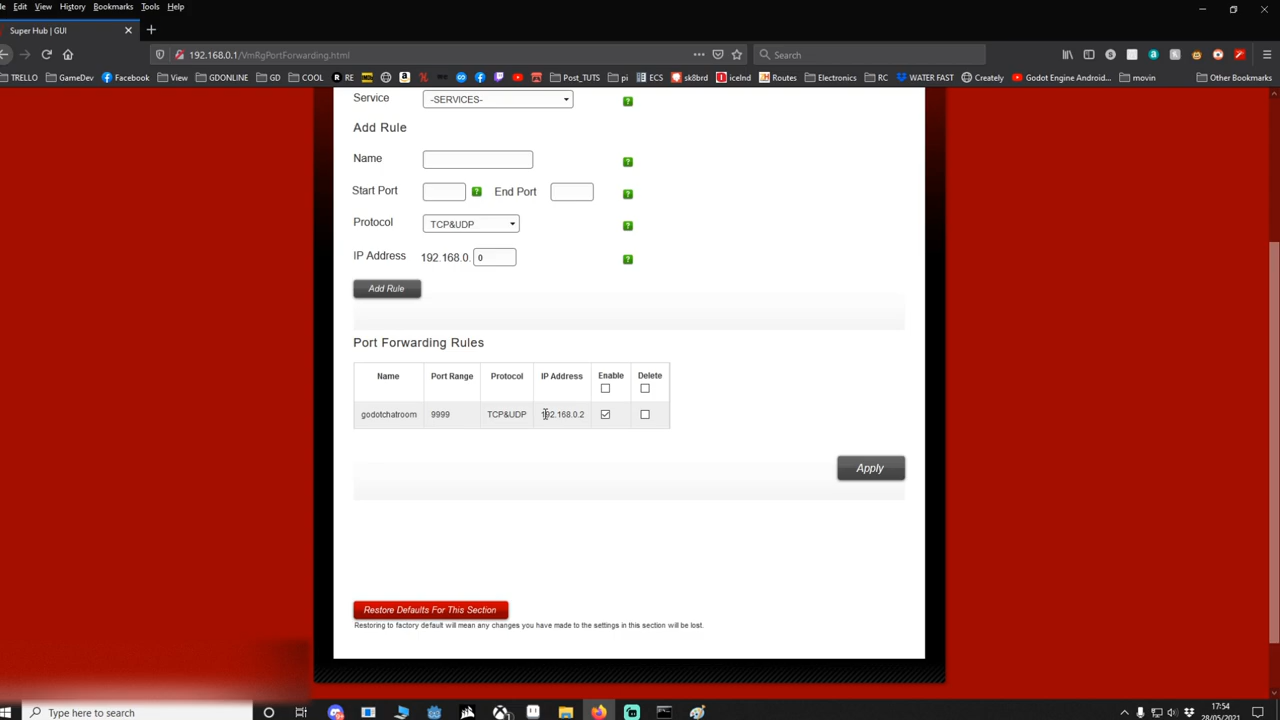 Edit View History Bookmarks Tools Help
Super Hub | GUI
192.168.0.1/VmRgPortForwarding.html
Search
TRELLO GameDev Facebook View GDONLINE GD COOL RE Post_TUTS pi ECS sk8brd icelnd Routes Electronics RC WATER FAST Creately Godot Engine Android... movin Other Bookmarks
Service -SERVICES- ?
Add Rule
Name ?
Start Port ? End Port ?
Protocol TCP&UDP ?
IP Address 192.168.0. 0 ?
Add Rule
Port Forwarding Rules
Name Port Range Protocol IP Address Enable Delete
godotchatroom 9999 TCP&UDP 192.168.0.2
Apply
Restore Defaults For This Section
Restoring to factory default will mean any changes you have made to the settings in this section will be lost.
Type here to search
17:54
28/05/2021